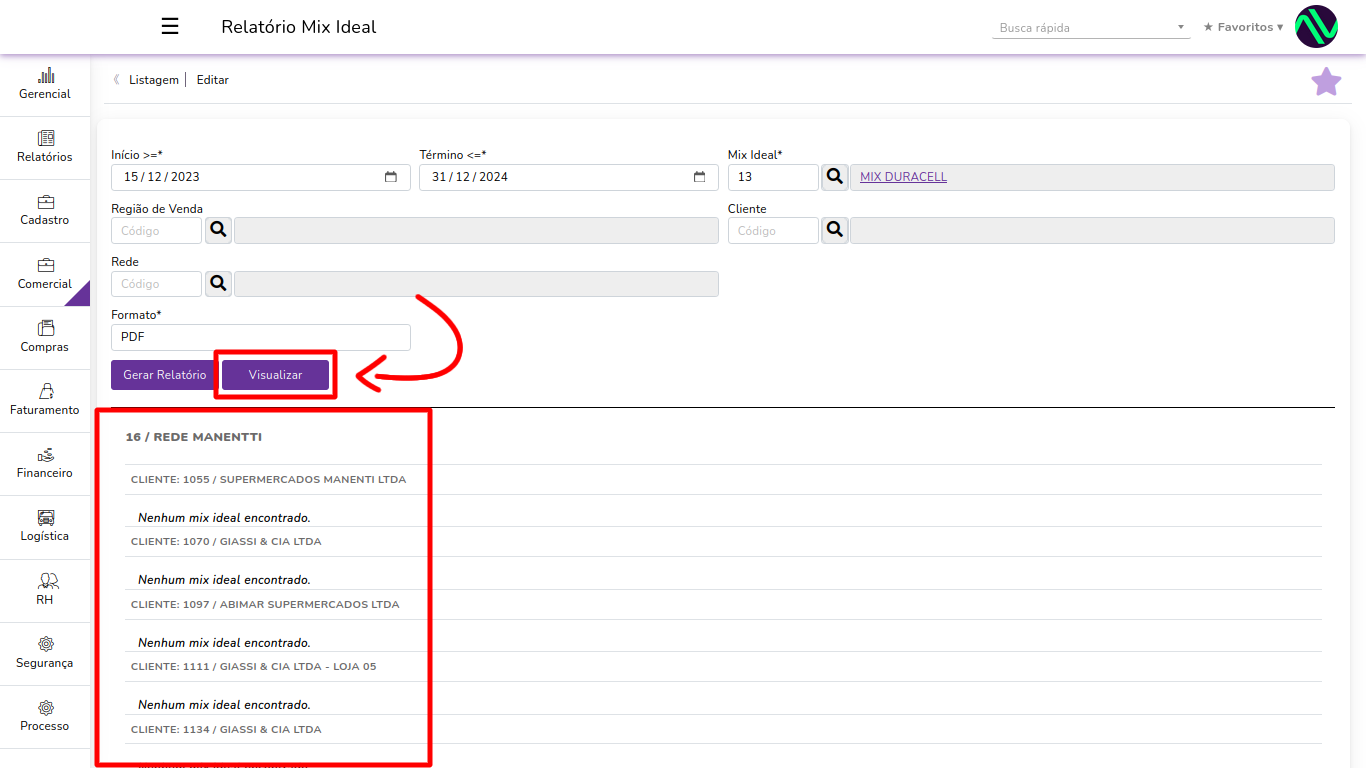 ☰ Relatório Mix Ideal
Busca rápida
★ Favoritos ▾
Gerencial
Relatórios
Cadastro
Comercial
Compras
Faturamento
Financeiro
Logística
RH
Segurança
Processo
《 Listagem | Editar
Início >=* Término <=* Mix Ideal*
15/12/2023 31/12/2024 13 MIX DURACELL
Região de Venda Cliente
Código Código
Rede
Código
Formato*
PDF
Gerar Relatório Visualizar
16 / REDE MANENTTI
CLIENTE: 1055 / SUPERMERCADOS MANENTI LTDA
Nenhum mix ideal encontrado.
CLIENTE: 1070 / GIASSI & CIA LTDA
Nenhum mix ideal encontrado.
CLIENTE: 1097 / ABIMAR SUPERMERCADOS LTDA
Nenhum mix ideal encontrado.
CLIENTE: 1111 / GIASSI & CIA LTDA - LOJA 05
Nenhum mix ideal encontrado.
CLIENTE: 1134 / GIASSI & CIA LTDA